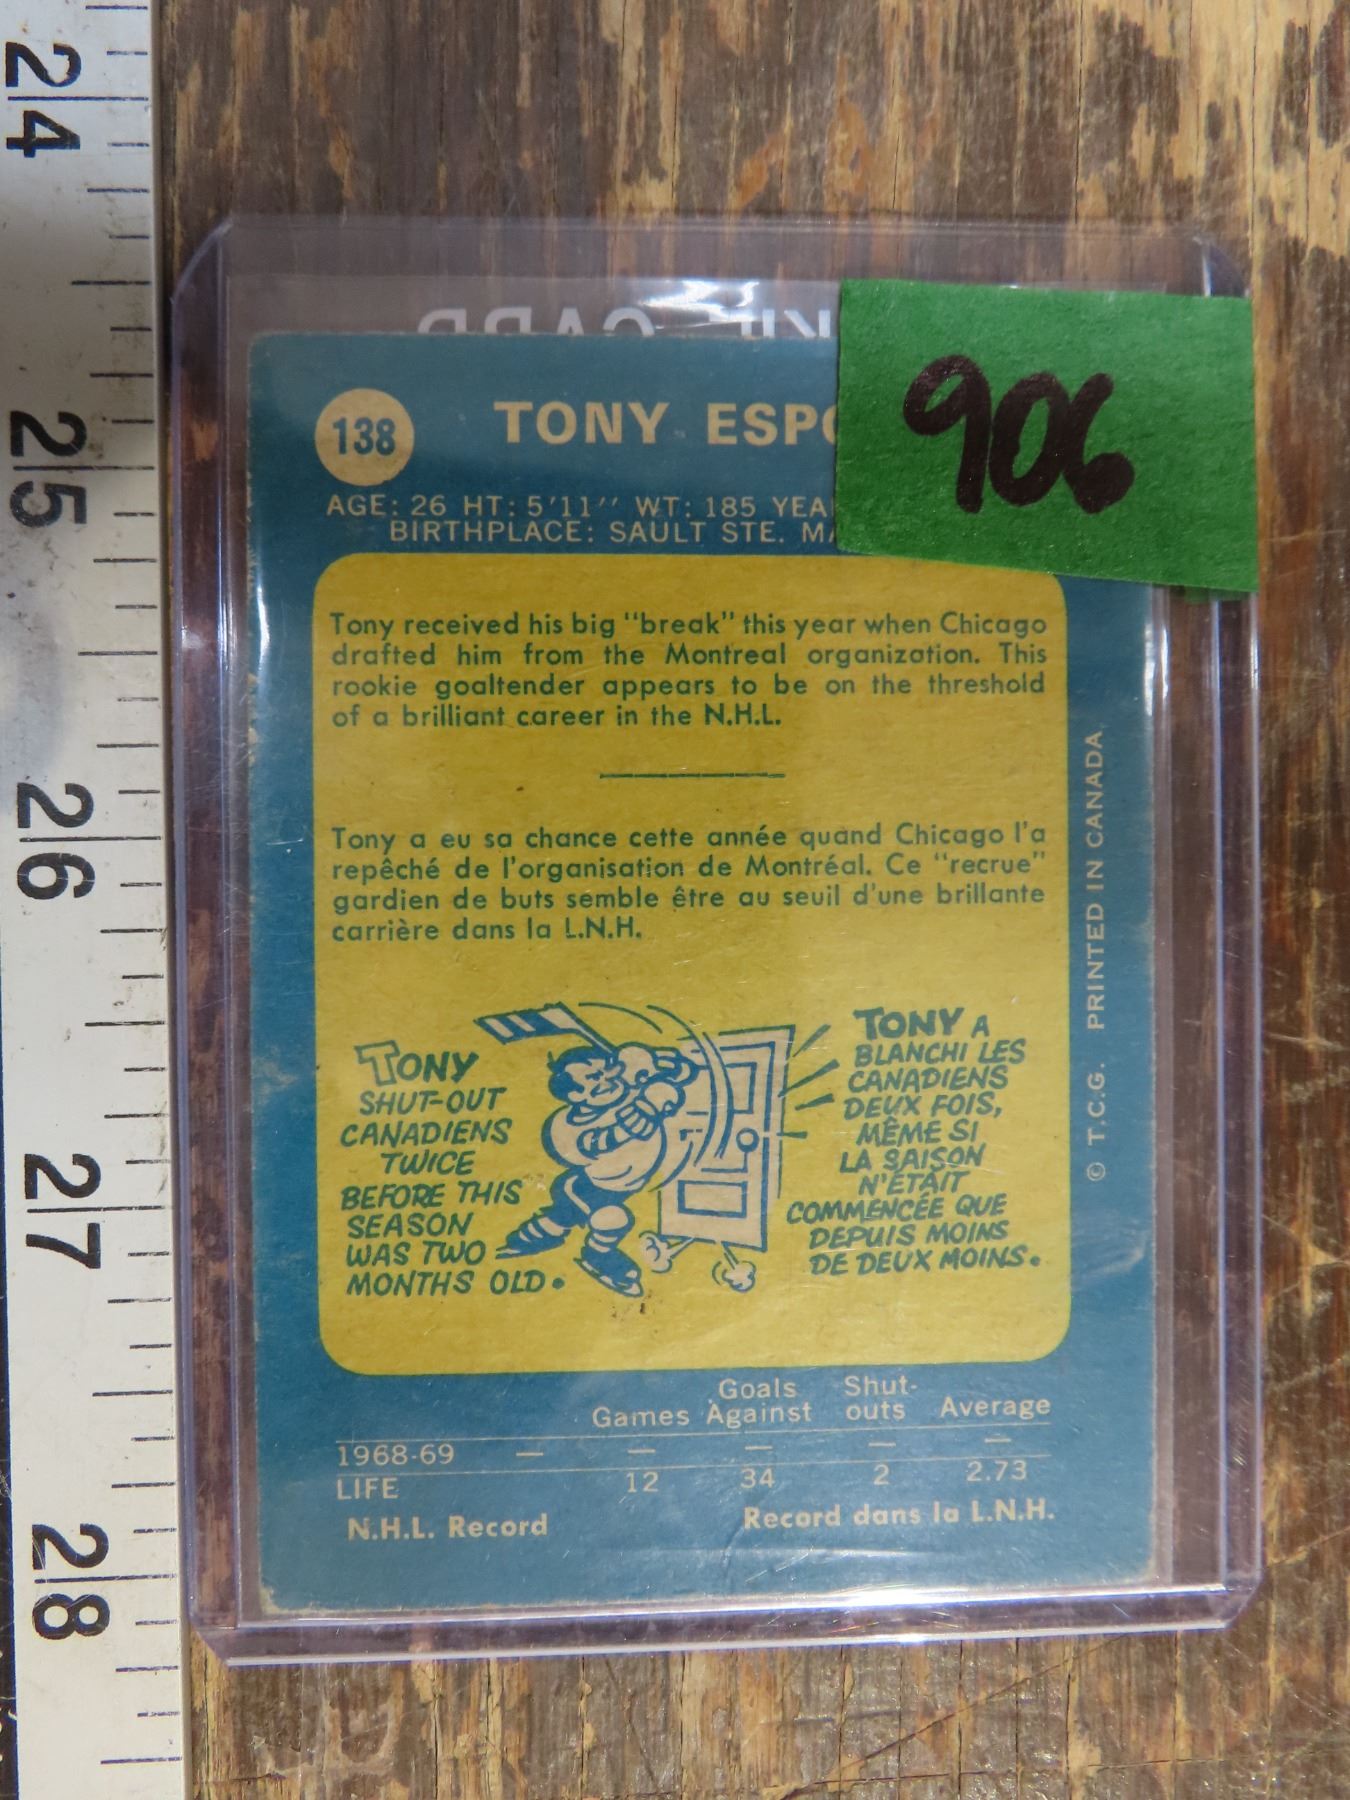 24
25
26
27
28
906
138
TONY ESPO
AGE: 26 HT: 5'11" WT: 185 YEA
BIRTHPLACE: SAULT STE. MA
Tony received his big "break" this year when Chicago
drafted him from the Montreal organization. This
rookie goaltender appears to be on the threshold
of a brilliant career in the N.H.L.
Tony a eu sa chance cette année quand Chicago l'a
repêché de l'organisation de Montréal. Ce "recrue"
gardien de buts semble être au seuil d'une brillante
carrière dans la L.N.H.
TONY
SHUT-OUT
CANADIENS
TWICE
BEFORE THIS
SEASON
WAS TWO
MONTHS OLD.
TONY A
BLANCHI LES
CANADIENS
DEUX FOIS,
MÊME SI
LA SAISON
N'ÉTAIT
COMMENCÉE QUE
DEPUIS MOINS
DE DEUX MOINS.
© T.C.G. PRINTED IN CANADA
Goals Shut-
Games Against outs Average
1968-69 — — — — —
LIFE 12 34 2 2.73
N.H.L. Record Record dans la L.N.H.